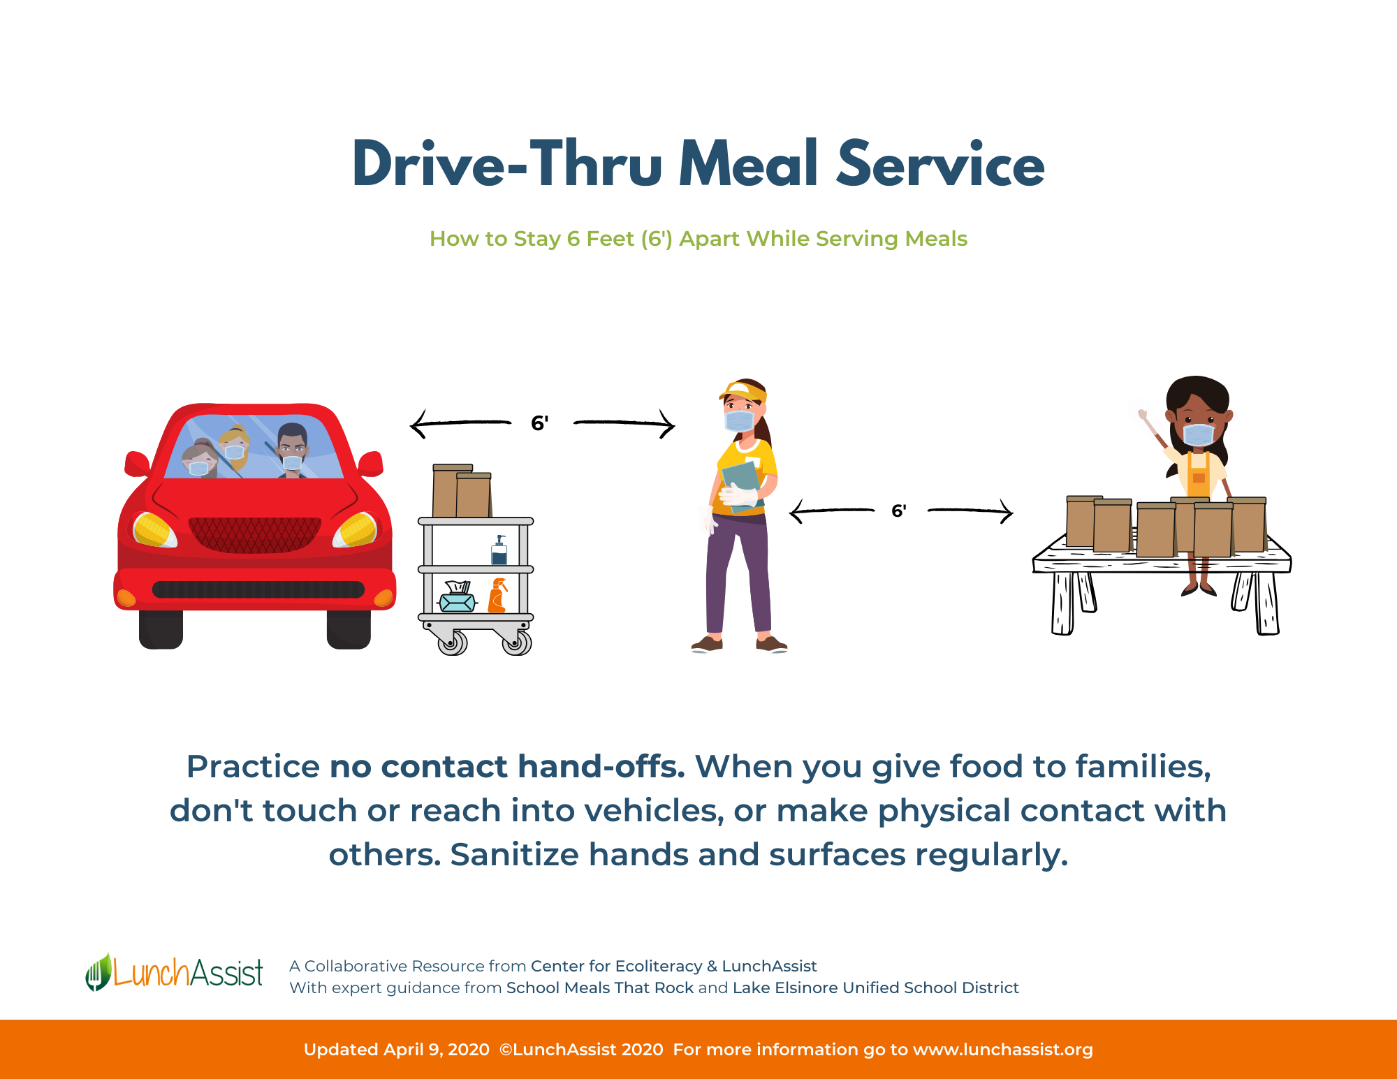 Drive-Thru Meal Service
How to Stay 6 Feet (6') Apart While Serving Meals
6'
6'
Practice no contact hand-offs. When you give food to families,
don't touch or reach into vehicles, or make physical contact with
others. Sanitize hands and surfaces regularly.
LunchAssist
A Collaborative Resource from Center for Ecoliteracy & LunchAssist
With expert guidance from School Meals That Rock and Lake Elsinore Unified School District
Updated April 9, 2020 ©LunchAssist 2020 For more information go to www.lunchassist.org